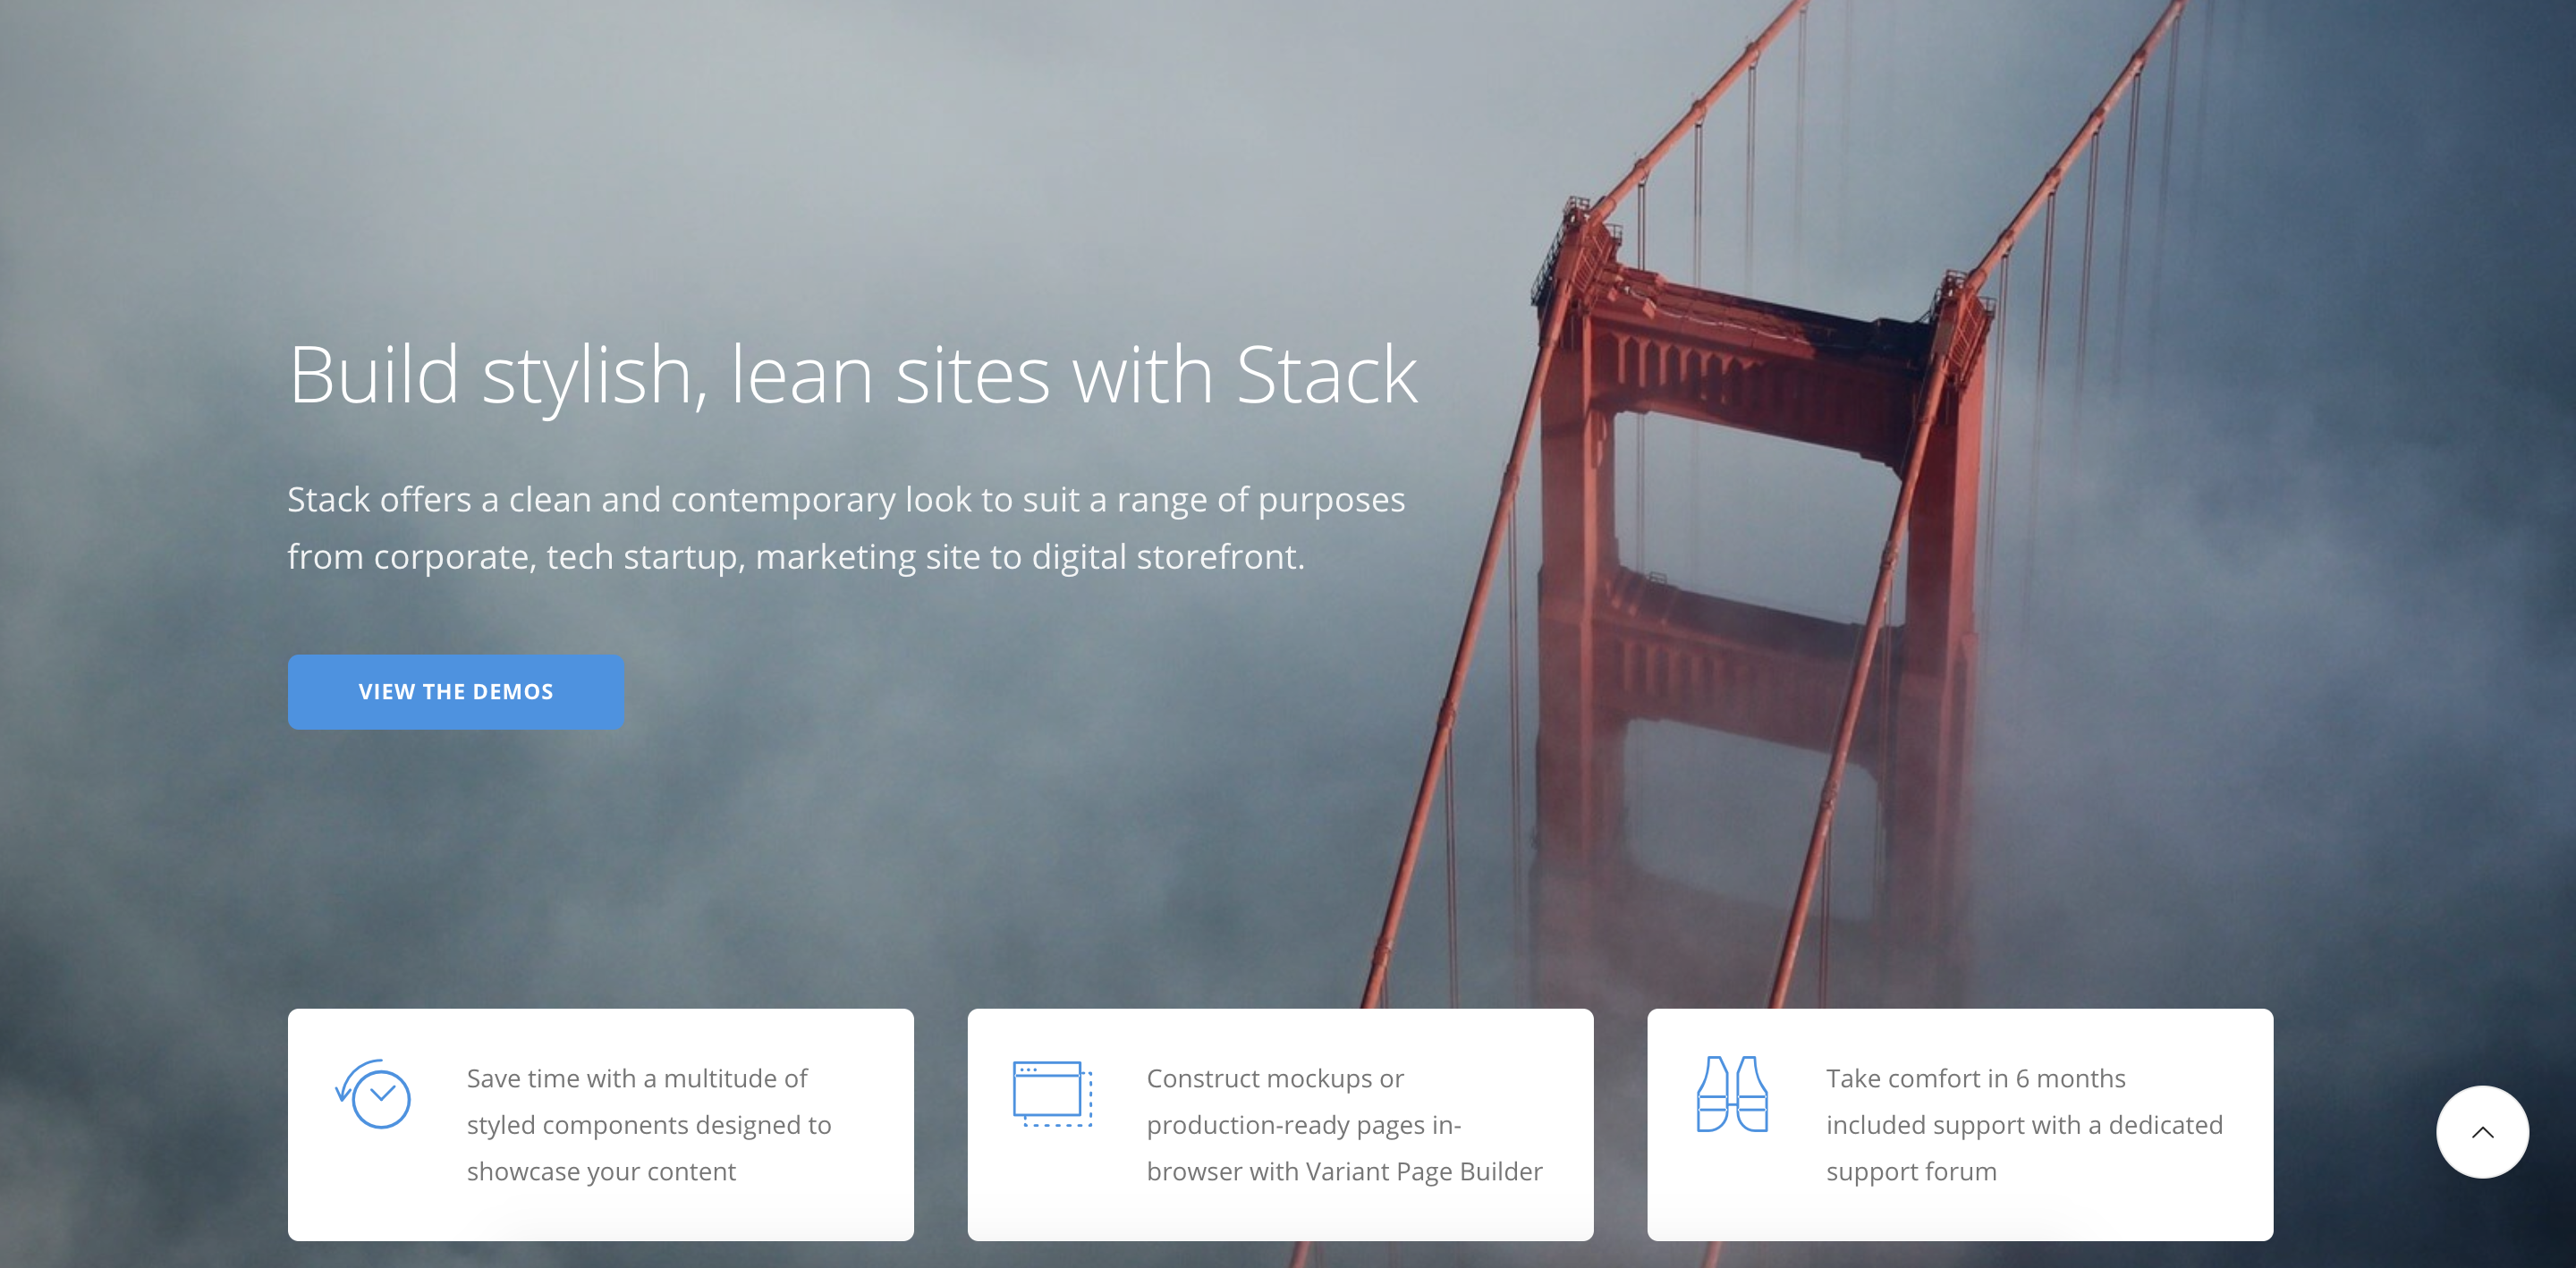 Build stylish, lean sites with Stack
Stack offers a clean and contemporary look to suit a range of purposes
from corporate, tech startup, marketing site to digital storefront.
VIEW THE DEMOS
Save time with a multitude of
styled components designed to
showcase your content
Construct mockups or
production-ready pages in-
browser with Variant Page Builder
Take comfort in 6 months
included support with a dedicated
support forum